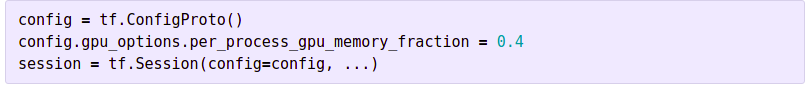 config = tf.ConfigProto()
config.gpu_options.per_process_gpu_memory_fraction = 0.4
session = tf.Session(config=config, ...)